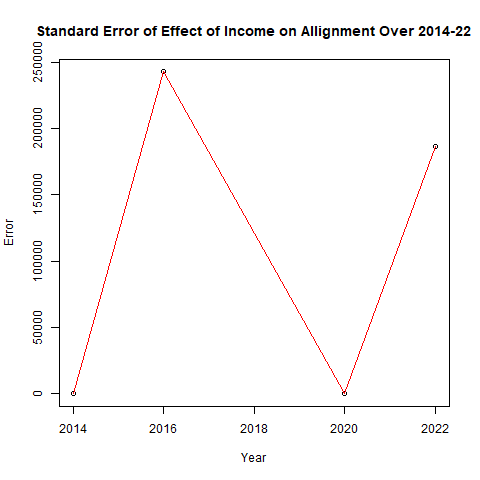 Standard Error of Effect of Income on Allignment Over 2014-22
250000
200000
150000
100000
50000
0
Error
2014 2016 2018 2020 2022
Year